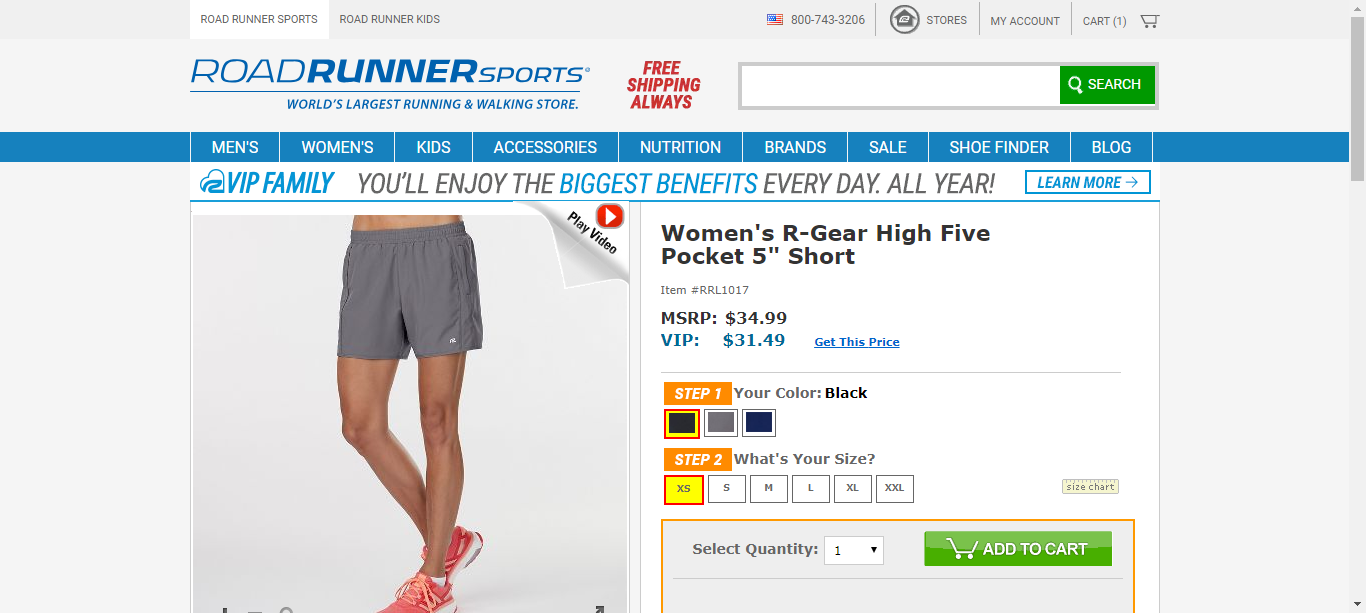 ROAD RUNNER SPORTS
ROAD RUNNER KIDS
800-743-3206
STORES
MY ACCOUNT
CART (1)
ROADRUNNERSPORTS
WORLD'S LARGEST RUNNING & WALKING STORE.
FREE
SHIPPING
ALWAYS
SEARCH
MEN'S
WOMEN'S
KIDS
ACCESSORIES
NUTRITION
BRANDS
SALE
SHOE FINDER
BLOG
VIP FAMILY
YOU'LL ENJOY THE BIGGEST BENEFITS EVERY DAY. ALL YEAR!
LEARN MORE →
Play Video
Women's R-Gear High Five
Pocket 5" Short
Item #RRL1017
MSRP: $34.99
VIP: $31.49
Get This Price
STEP 1 Your Color: Black
STEP 2 What's Your Size?
XS
S
M
L
XL
XXL
size chart
Select Quantity: 1
ADD TO CART